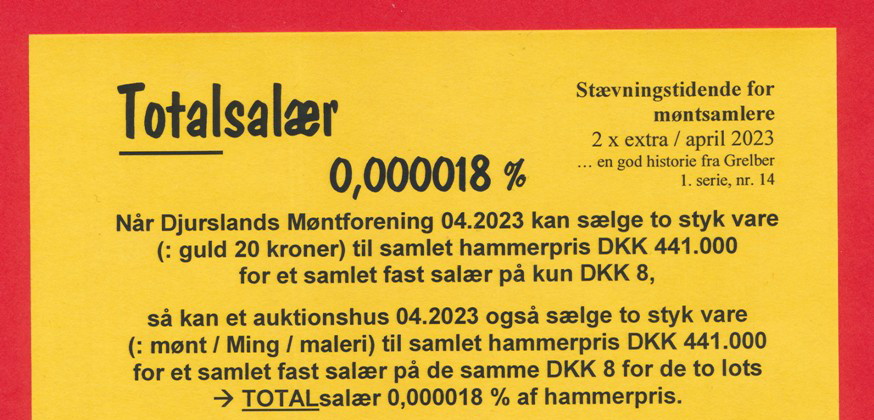 Totalsalær
Stævningstidende for
møntsamlere
2 x extra / april 2023
... en god historie fra Grelber
1. serie, nr. 14
0,000018 %
Når Djurslands Møntforening 04.2023 kan sælge to styk vare
(: guld 20 kroner) til samlet hammerpris DKK 441.000
for et samlet fast salær på kun DKK 8,
så kan et auktionshus 04.2023 også sælge to styk vare
(: mønt / Ming / maleri) til samlet hammerpris DKK 441.000
for et samlet fast salær på de samme DKK 8 for de to lots
→ TOTALsalær 0,000018 % af hammerpris.